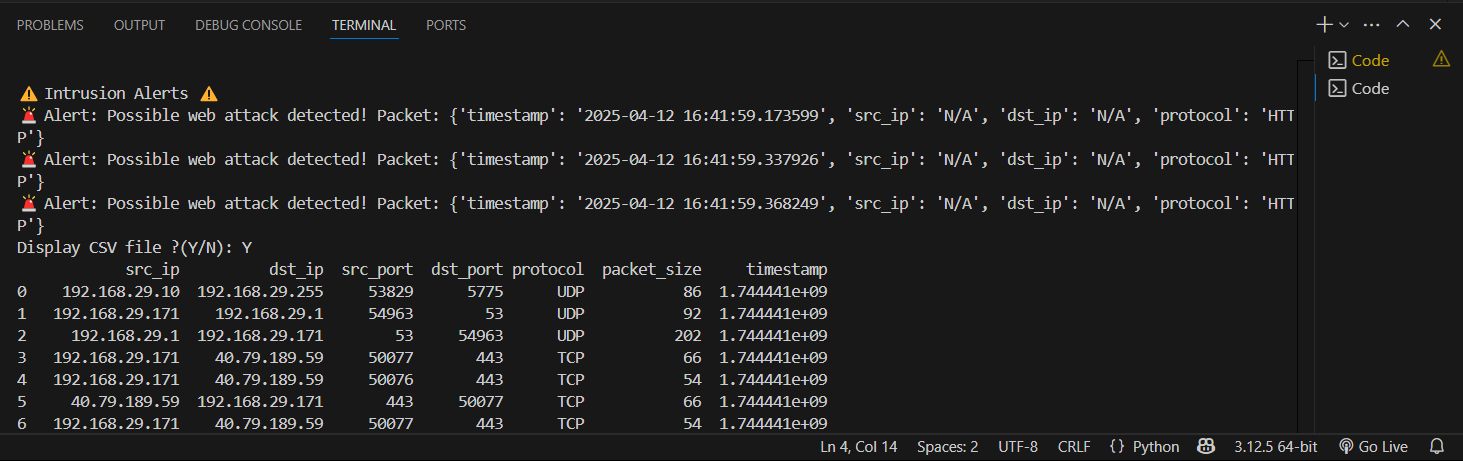 PROBLEMS OUTPUT DEBUG CONSOLE TERMINAL PORTS
Code
Code
⚠️ Intrusion Alerts ⚠️
🚨 Alert: Possible web attack detected! Packet: {'timestamp': '2025-04-12 16:41:59.173599', 'src_ip': 'N/A', 'dst_ip': 'N/A', 'protocol': 'HTT
P'}
🚨 Alert: Possible web attack detected! Packet: {'timestamp': '2025-04-12 16:41:59.337926', 'src_ip': 'N/A', 'dst_ip': 'N/A', 'protocol': 'HTT
P'}
🚨 Alert: Possible web attack detected! Packet: {'timestamp': '2025-04-12 16:41:59.368249', 'src_ip': 'N/A', 'dst_ip': 'N/A', 'protocol': 'HTT
P'}
Display CSV file ?(Y/N): Y
src_ip dst_ip src_port dst_port protocol packet_size timestamp
0 192.168.29.10 192.168.29.255 53829 5775 UDP 86 1.744441e+09
1 192.168.29.171 192.168.29.1 54963 53 UDP 92 1.744441e+09
2 192.168.29.1 192.168.29.171 53 54963 UDP 202 1.744441e+09
3 192.168.29.171 40.79.189.59 50077 443 TCP 66 1.744441e+09
4 192.168.29.171 40.79.189.59 50076 443 TCP 54 1.744441e+09
5 40.79.189.59 192.168.29.171 443 50077 TCP 66 1.744441e+09
6 192.168.29.171 40.79.189.59 50077 443 TCP 54 1.744441e+09
Ln 4, Col 14 Spaces: 2 UTF-8 CRLF {} Python 3.12.5 64-bit Go Live